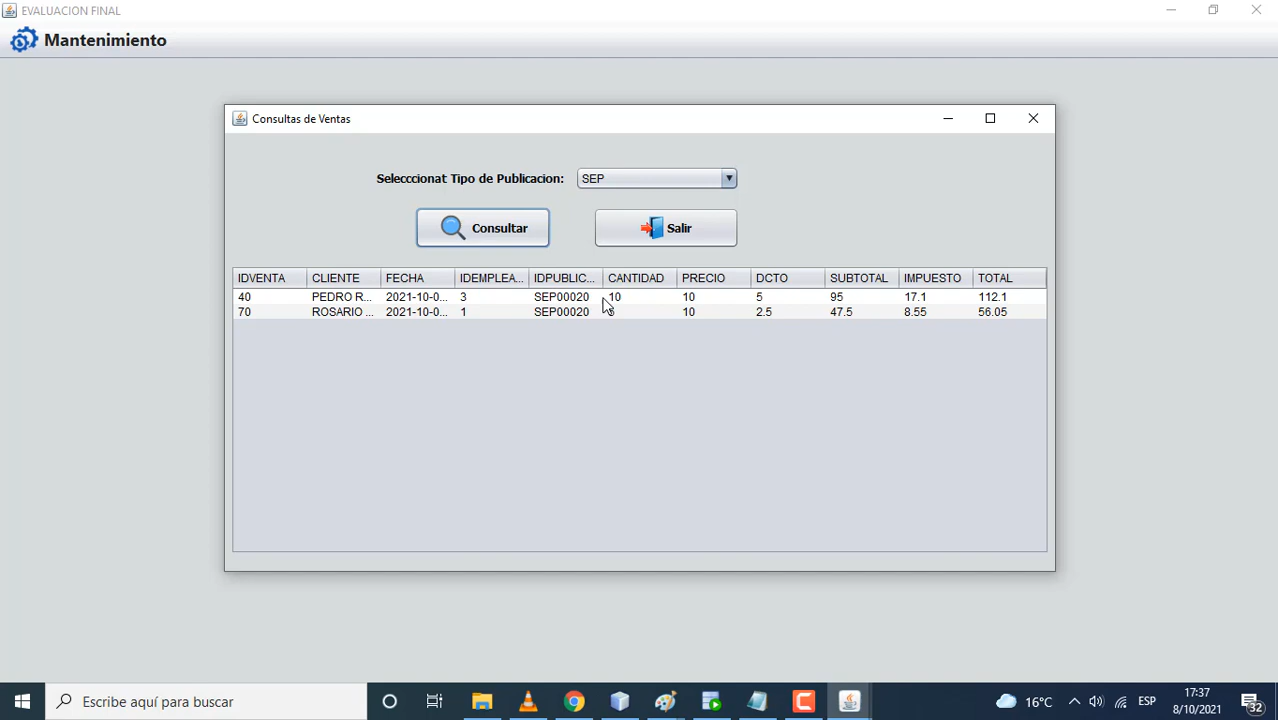 EVALUACION FINAL
Mantenimiento
Consultas de Ventas
Selecccionat Tipo de Publicacion: SEP
Consultar Salir
IDVENTA CLIENTE FECHA IDEMPLEA... IDPUBLIC... CANTIDAD PRECIO DCTO SUBTOTAL IMPUESTO TOTAL
40 PEDRO R... 2021-10-0... 3 SEP00020 10 10 5 95 17.1 112.1
70 ROSARIO ... 2021-10-0... 1 SEP00020 10 2.5 47.5 8.55 56.05
Escribe aquí para buscar 16°C ESP 17:37
8/10/2021 32